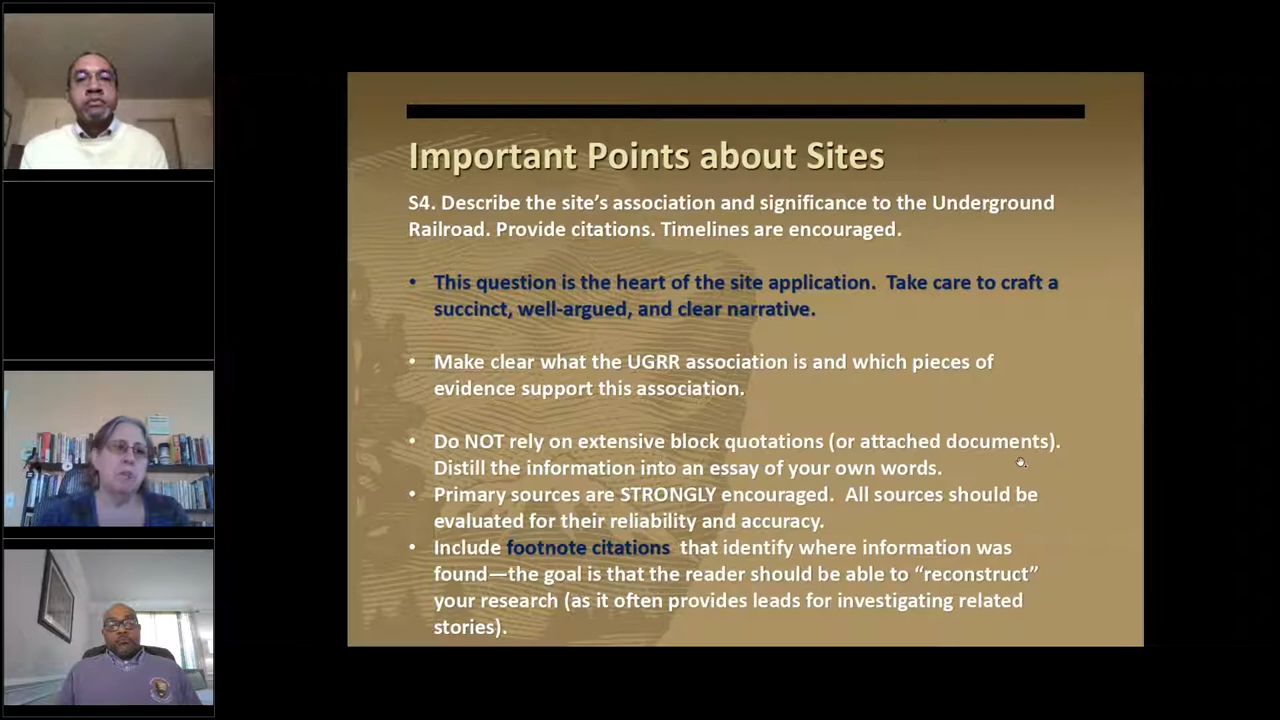 Important Points about Sites
S4. Describe the site’s association and significance to the Underground
Railroad. Provide citations. Timelines are encouraged.
• This question is the heart of the site application.  Take care to craft a
succinct, well-argued, and clear narrative.
• Make clear what the UGRR association is and which pieces of
evidence support this association.
• Do NOT rely on extensive block quotations (or attached documents).
Distill the information into an essay of your own words.
• Primary sources are STRONGLY encouraged.  All sources should be
evaluated for their reliability and accuracy.
• Include footnote citations  that identify where information was
found—the goal is that the reader should be able to “reconstruct”
your research (as it often provides leads for investigating related
stories).